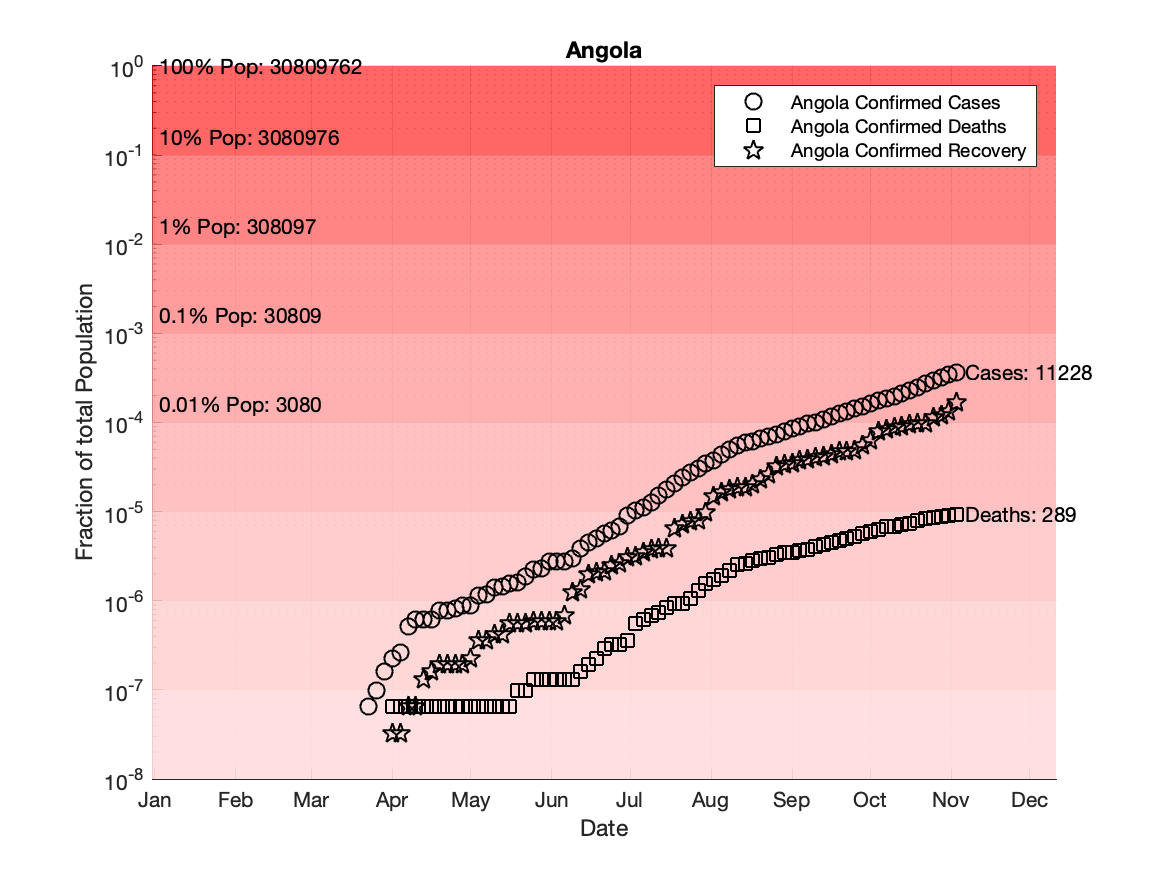 Angola
10^0
100% Pop: 30809762
Angola Confirmed Cases
Angola Confirmed Deaths
Angola Confirmed Recovery
10% Pop: 3080976
10^-1
1% Pop: 308097
10^-2
0.1% Pop: 30809
10^-3
Cases: 11228
0.01% Pop: 3080
10^-4
10^-5
Deaths: 289
10^-6
10^-7
10^-8
Fraction of total Population
Jan Feb Mar Apr May Jun Jul Aug Sep Oct Nov Dec
Date